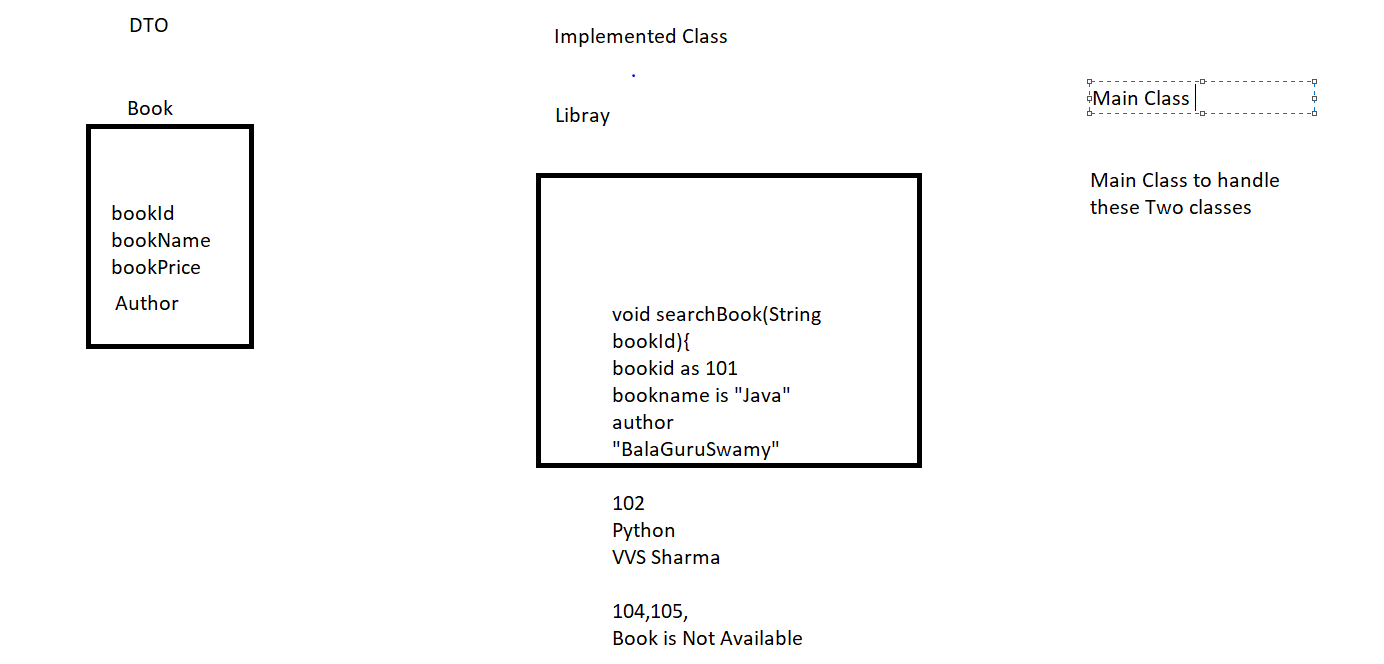 DTO
Book
bookId
bookName
bookPrice
Author
Implemented Class
Libray
void searchBook(String
bookId){
bookid as 101
bookname is "Java"
author
"BalaGuruSwamy"
102
Python
VVS Sharma
104,105,
Book is Not Available
Main Class
Main Class to handle
these Two classes